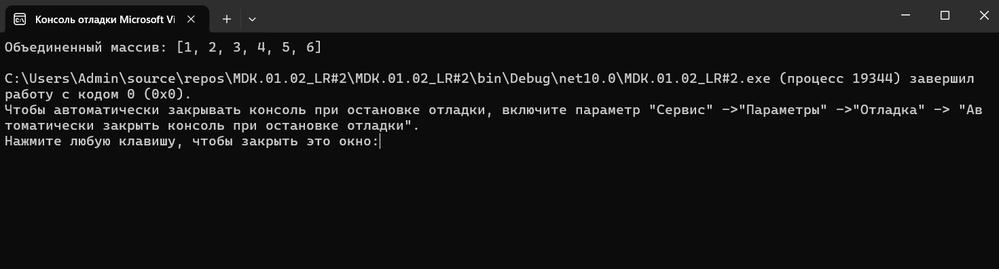 Консоль отладки Microsoft Vi
Объединенный массив: [1, 2, 3, 4, 5, 6]
C:\Users\Admin\source\repos\MDK.01.02_LR#2\MDK.01.02_LR#2\bin\Debug\net10.0\MDK.01.02_LR#2.exe (процесс 19344) завершил
работу с кодом 0 (0x0).
Чтобы автоматически закрывать консоль при остановке отладки, включите параметр "Сервис" ->"Параметры" ->"Отладка" -> "Ав
томатически закрыть консоль при остановке отладки".
Нажмите любую клавишу, чтобы закрыть это окно: